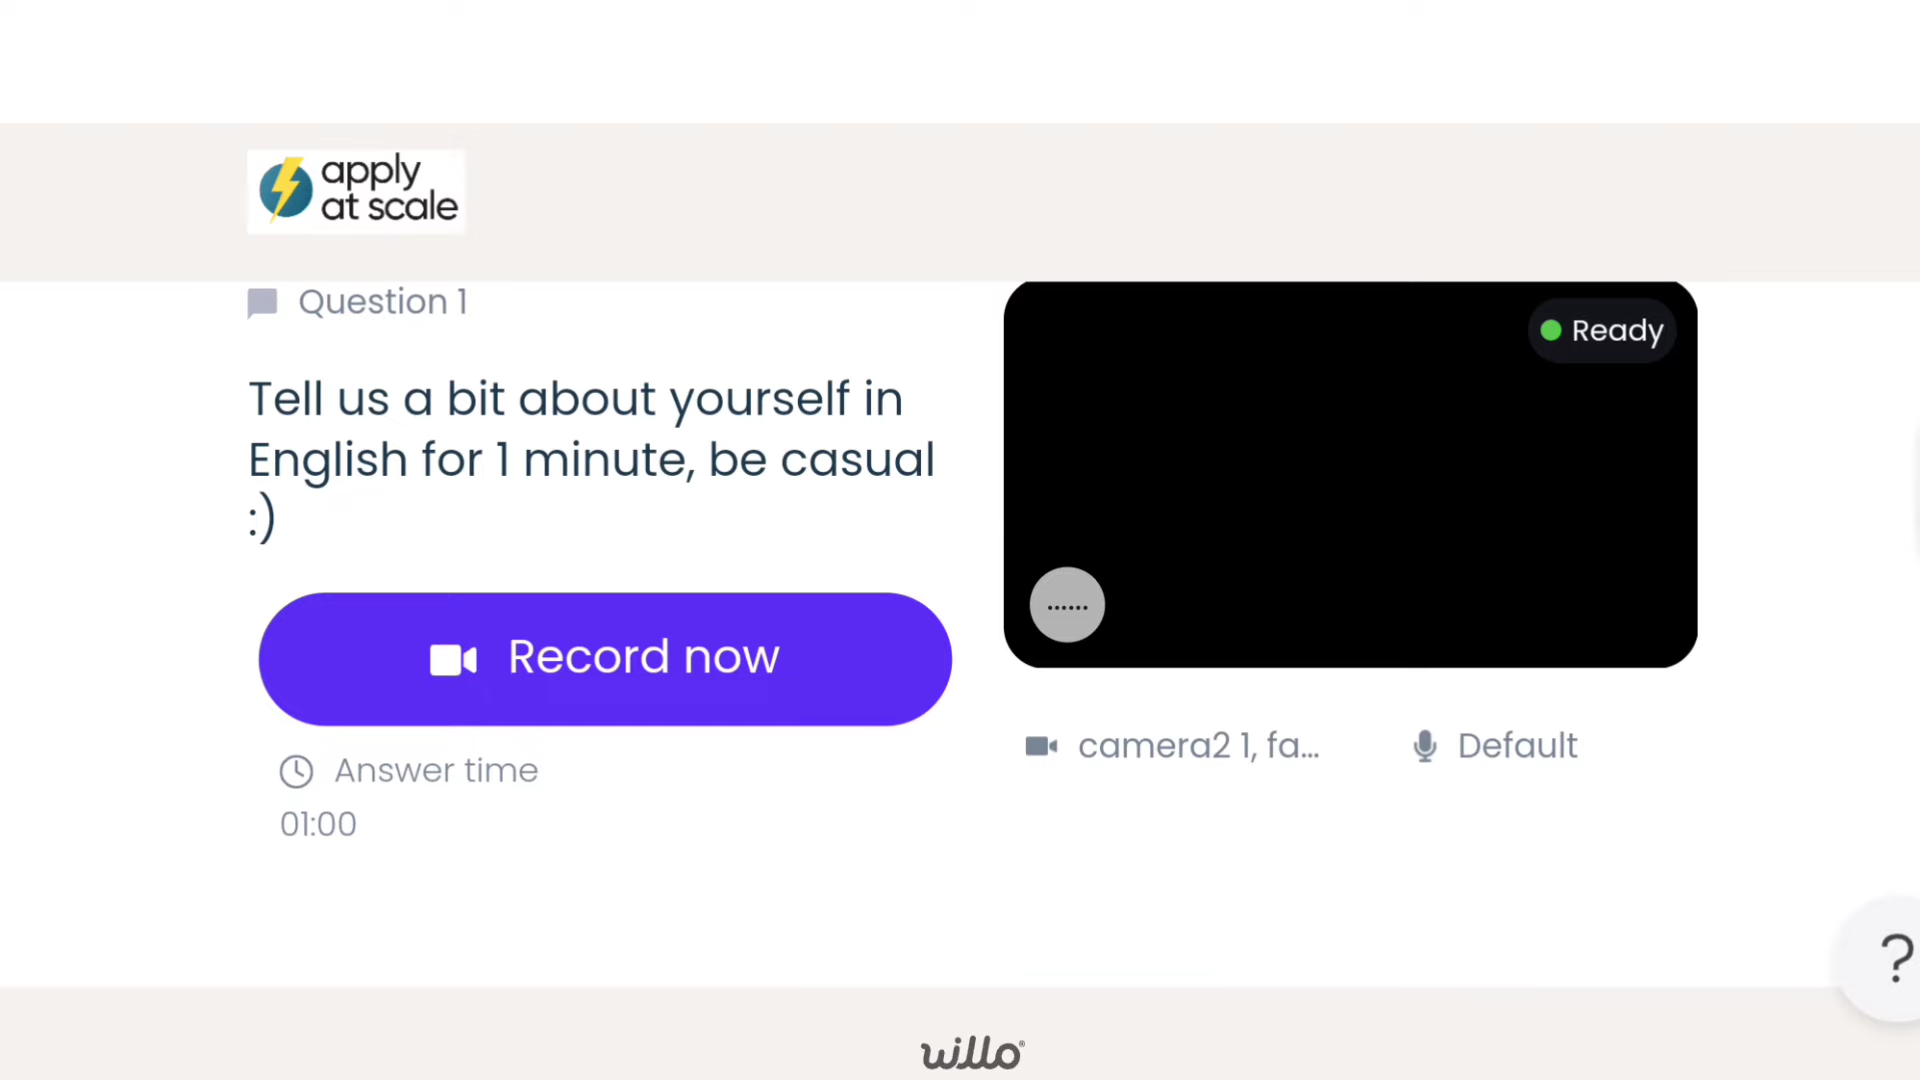 apply
at scale
Question 1
Tell us a bit about yourself in
English for 1 minute, be casual
:)
Record now
Answer time
01:00
Ready
......
camera2 1, fa...
Default
?
willo®